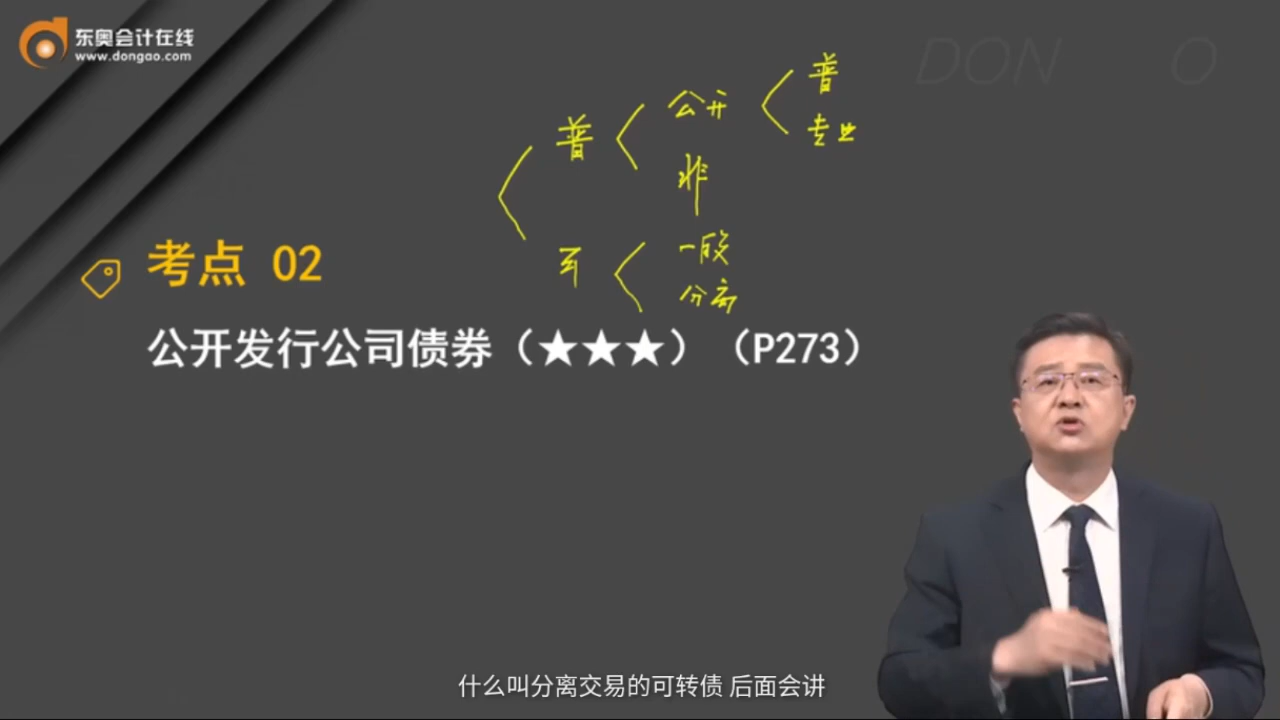 东奥会计在线
www.dongao.com
DON O
普
公开
普
专业
非
可
一般
分离
考点 02
公开发行公司债券（★★★）（P273）
什么叫分离交易的可转债 后面会讲